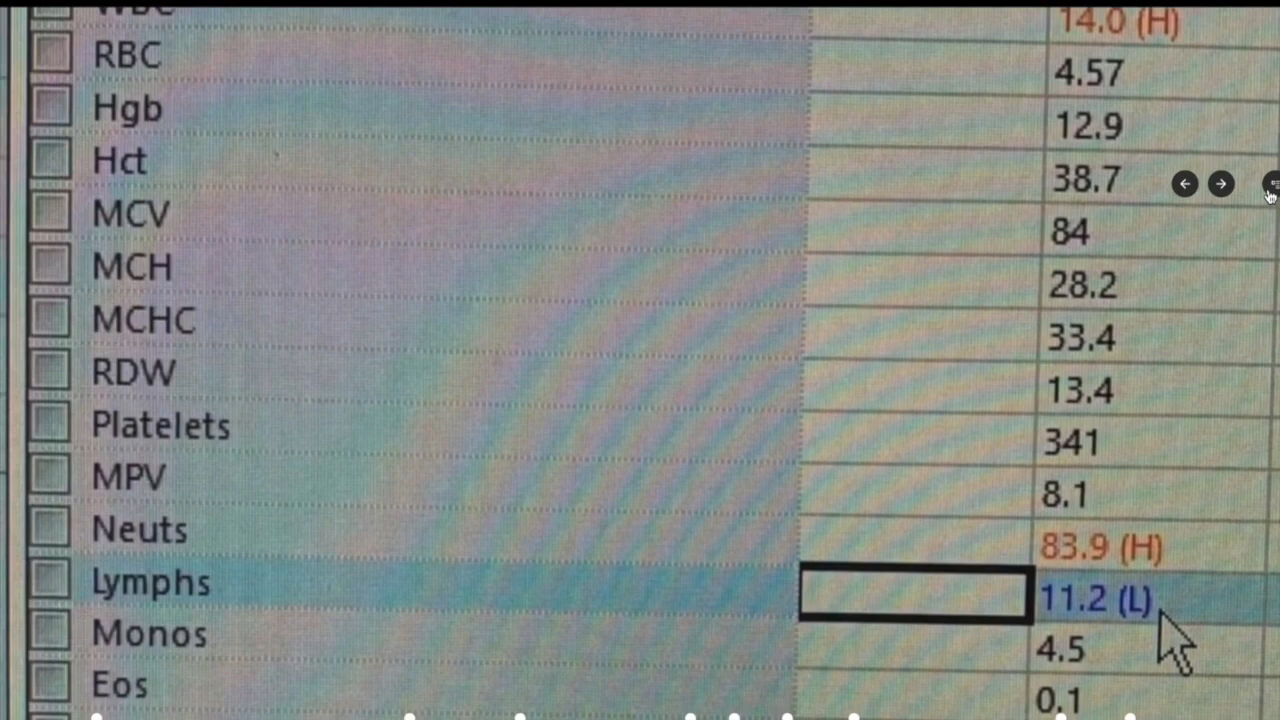 WBC 14.0 (H)
RBC 4.57
Hgb 12.9
Hct 38.7
MCV 84
MCH 28.2
MCHC 33.4
RDW 13.4
Platelets 341
MPV 8.1
Neuts 83.9 (H)
Lymphs 11.2 (L)
Monos 4.5
Eos 0.1